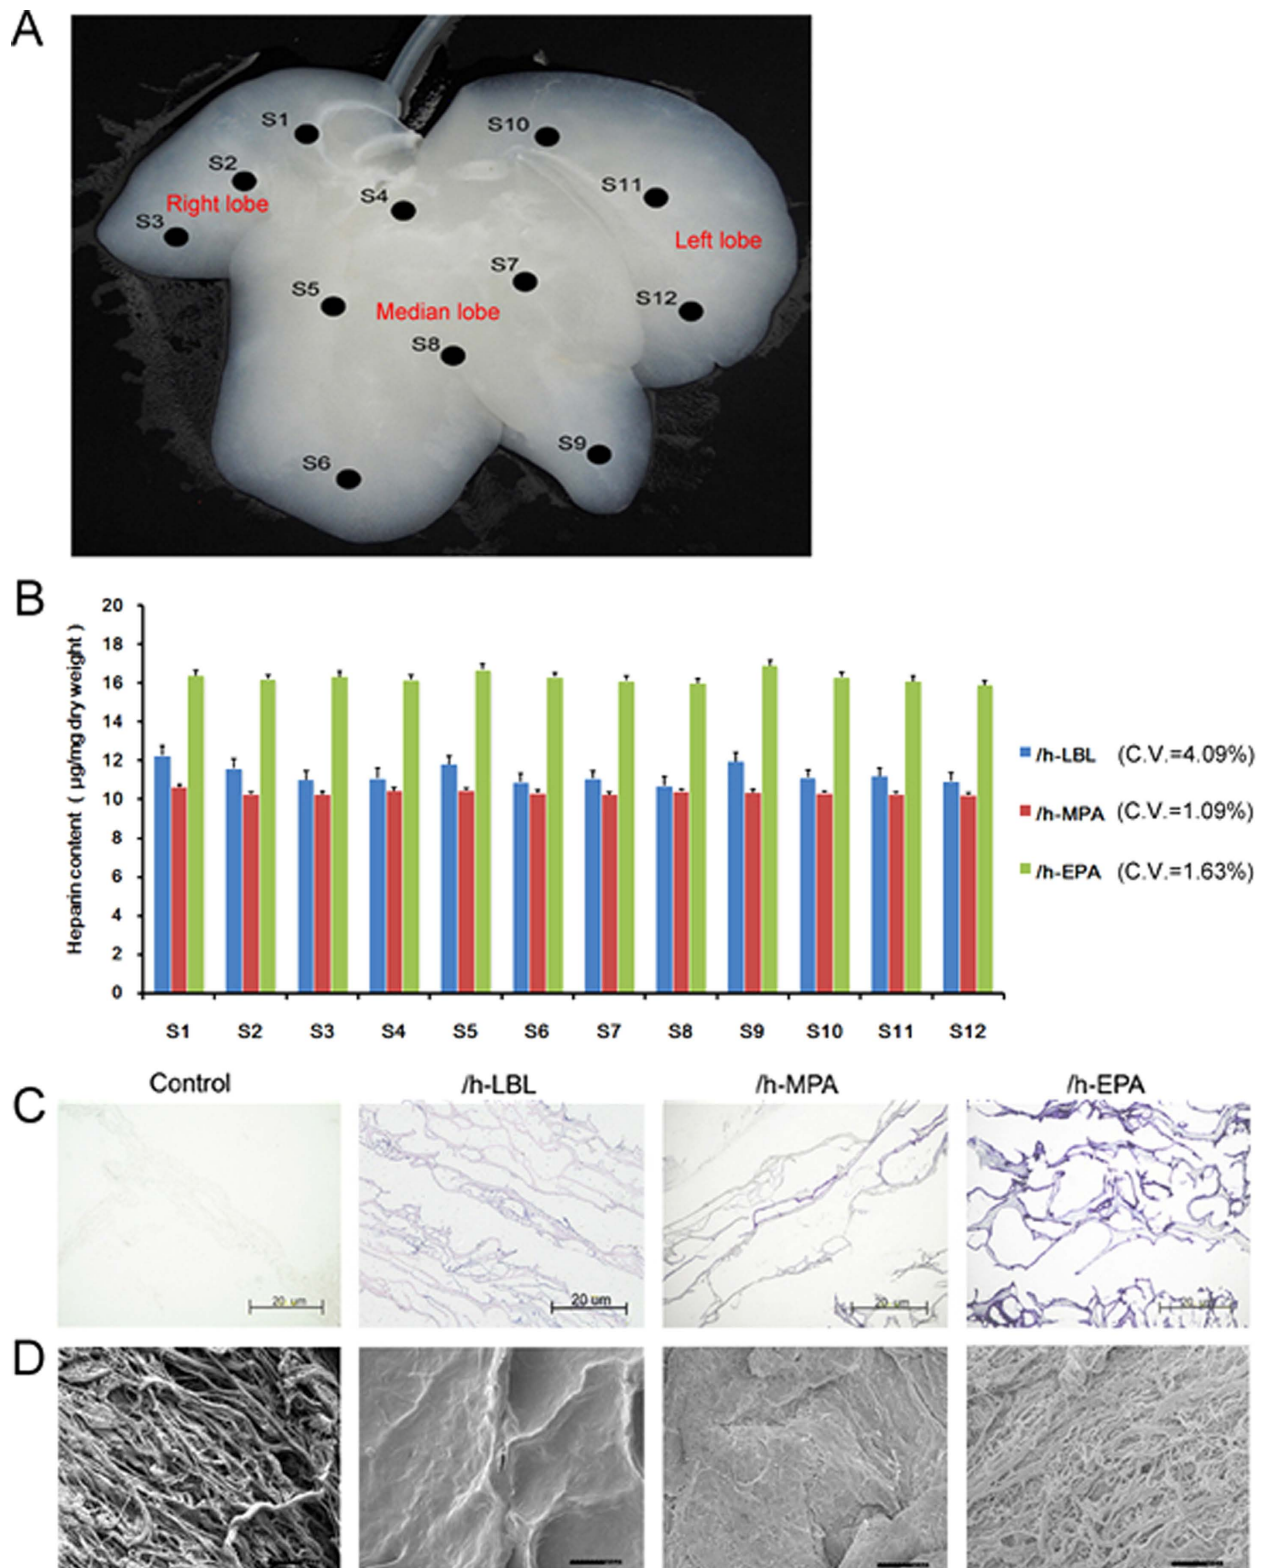 A
S1
S10
S2
S11
Right lobe
S4
S3
Left lobe
S7
S5
S12
Median lobe
S8
S9
S6
B
Heparin content ( µg/mg dry weight )
20
18
16
14
12
10
8
6
4
2
0
/h-LBL (C.V.=4.09%)
/h-MPA (C.V.=1.09%)
/h-EPA (C.V.=1.63%)
S1 S2 S3 S4 S5 S6 S7 S8 S9 S10 S11 S12
Control /h-LBL /h-MPA /h-EPA
C
20 um 20 um 20 um 20 um
D